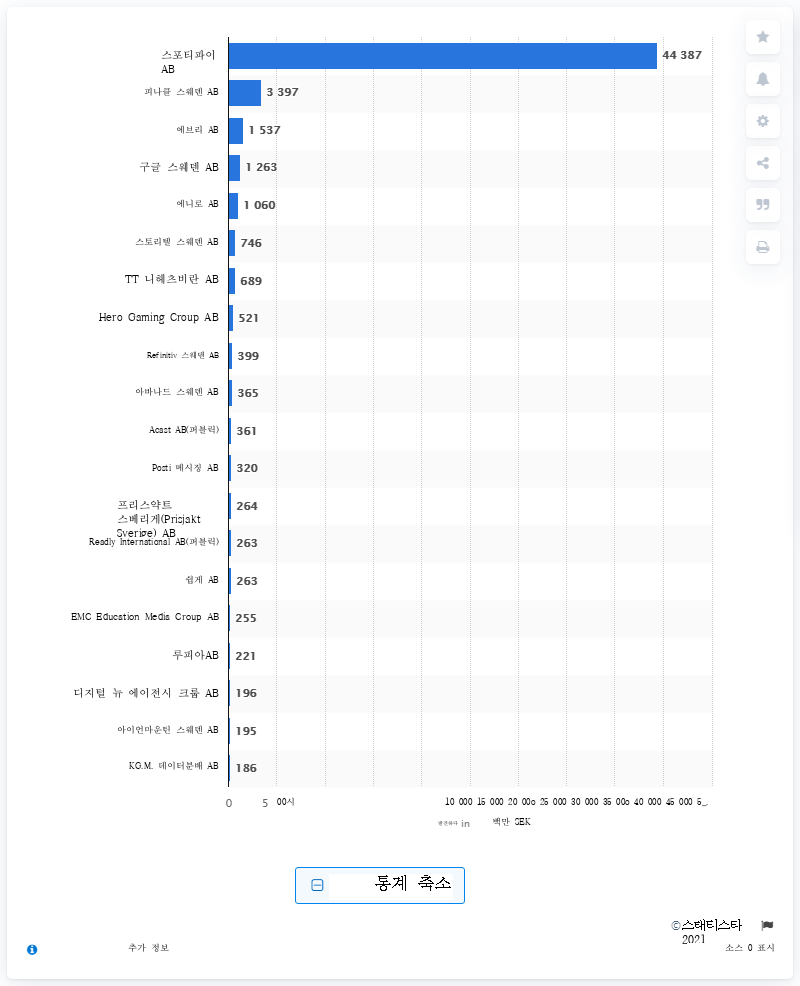 스포티파이
AB
44 387
피나클 스웨덴 AB 3 397
에브리 AB 1 537
구글 스웨덴 AB 1 263
에니로 AB 1 060
스토리텔 스웨덴 AB 746
TT 니헤츠비란 AB 689
Hero Gaming Group AB 521
Refinitiv 스웨덴 AB 399
아바나드 스웨덴 AB 365
Acast AB(퍼블릭) 361
Posti 메시징 AB 320
프리스약트
스베리게(Prisjakt
Sverige) AB
264
Readly International AB(퍼블릭) 263
쉽게 AB 263
EMG Education Media Group AB 255
루피아AB 221
디지털 뉴 에이전시 크룹 AB 196
아이언마운틴 스웨덴 AB 195
K.G.M. 데이터분배 AB 186
0 5 00시 10 000 15 000 20 00o 25 000 30 000 35 00o 40 000 45 000 5
in 백만 SEK
통계 축소
©스태티스타
2021
추가 정보 소스 0 표시